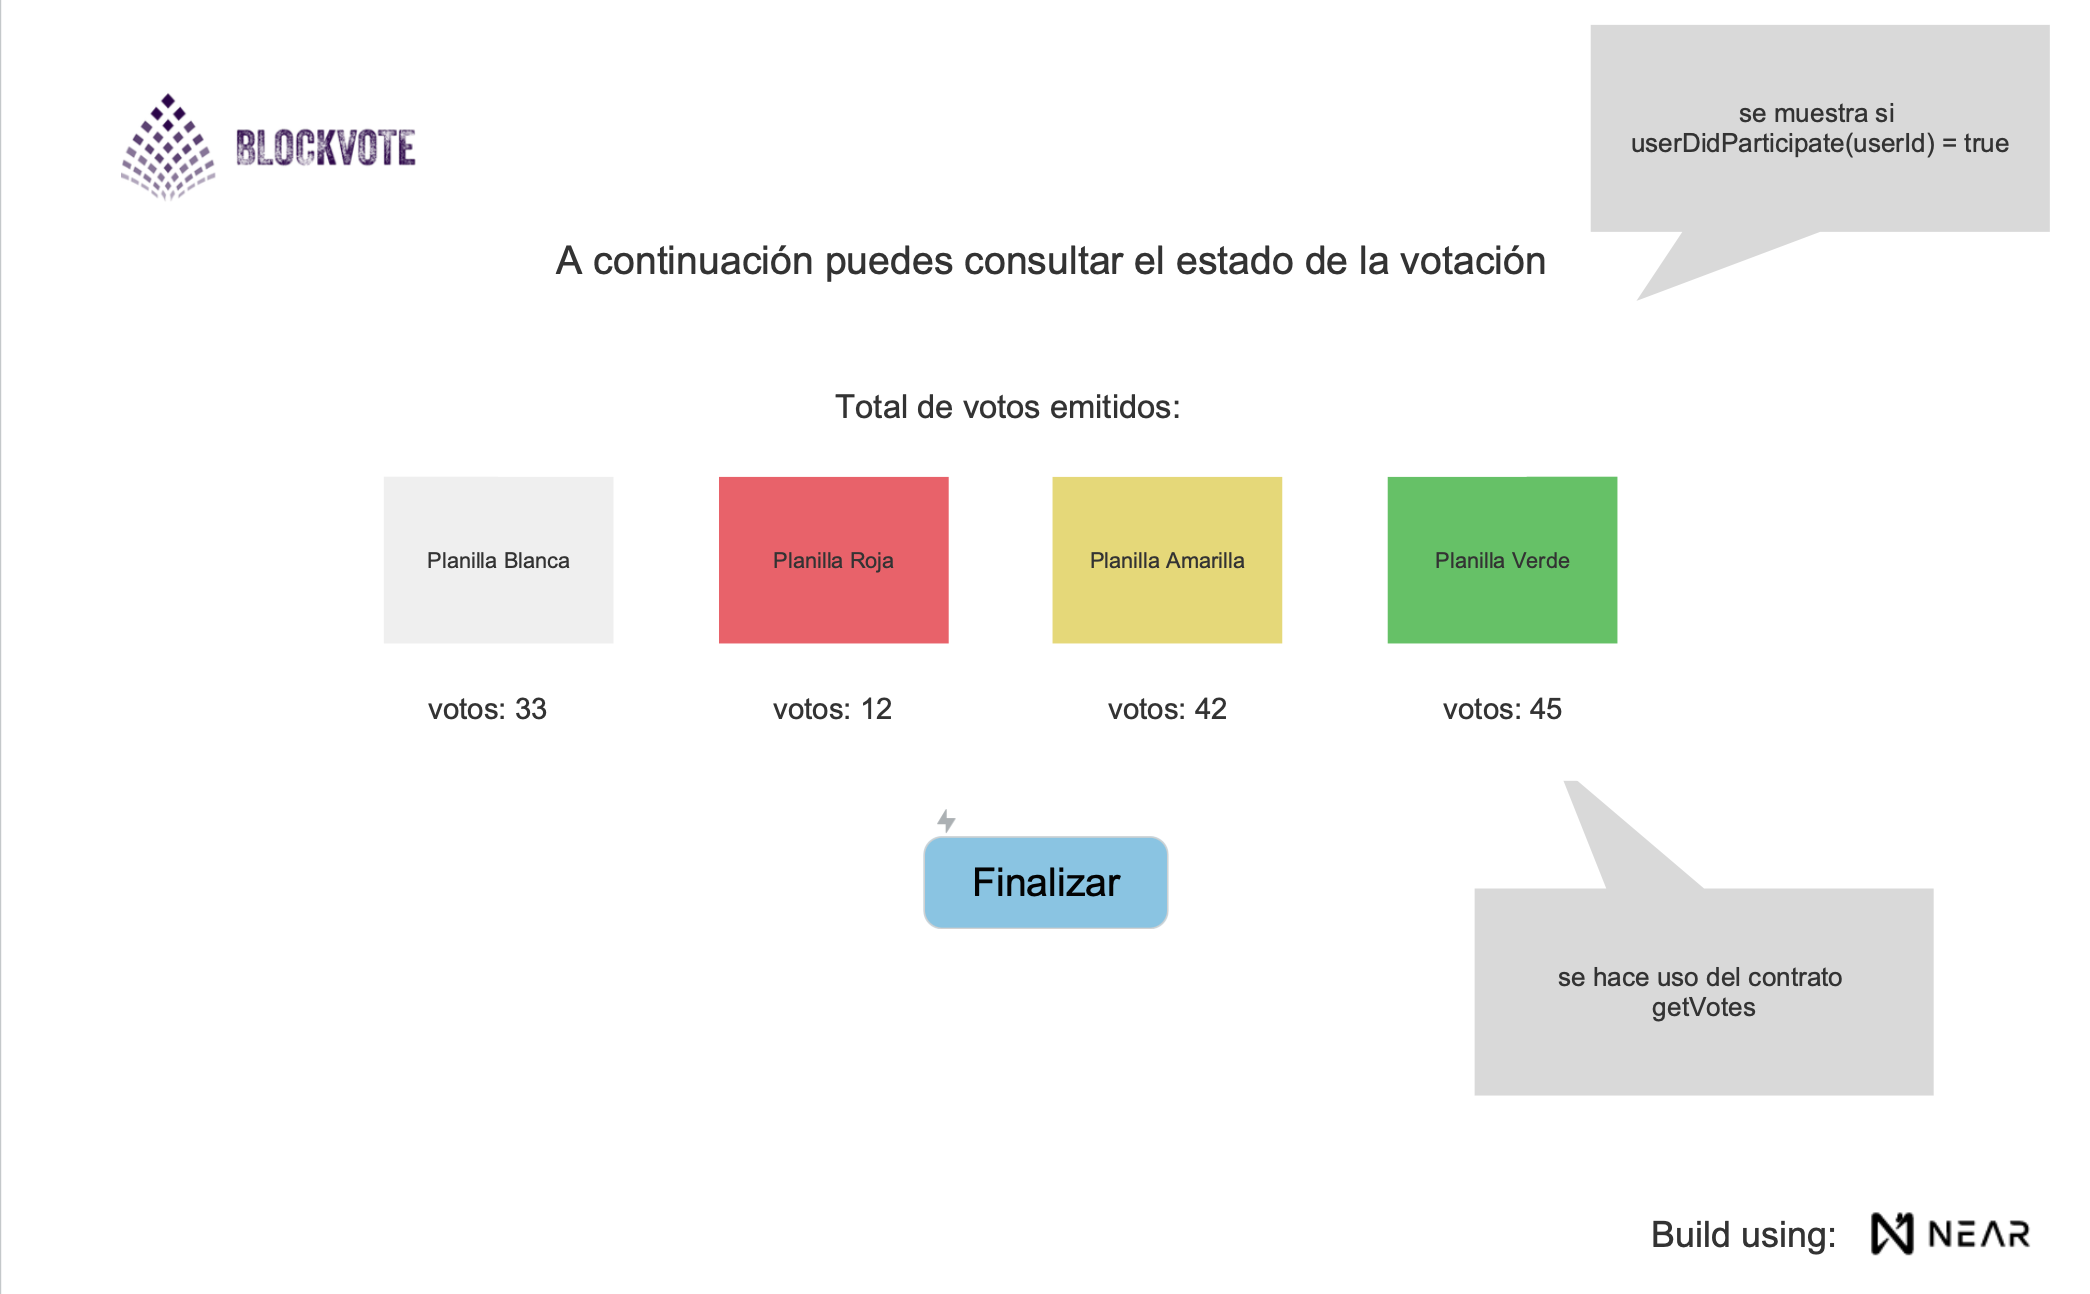 se muestra si
userDidParticipate(userId) = true
BLOCKVOTE
A continuación puedes consultar el estado de la votación
Total de votos emitidos:
Planilla Blanca
Planilla Roja
Planilla Amarilla
Planilla Verde
votos: 33
votos: 12
votos: 42
votos: 45
Finalizar
se hace uso del contrato
getVotes
Build using:
NEAR